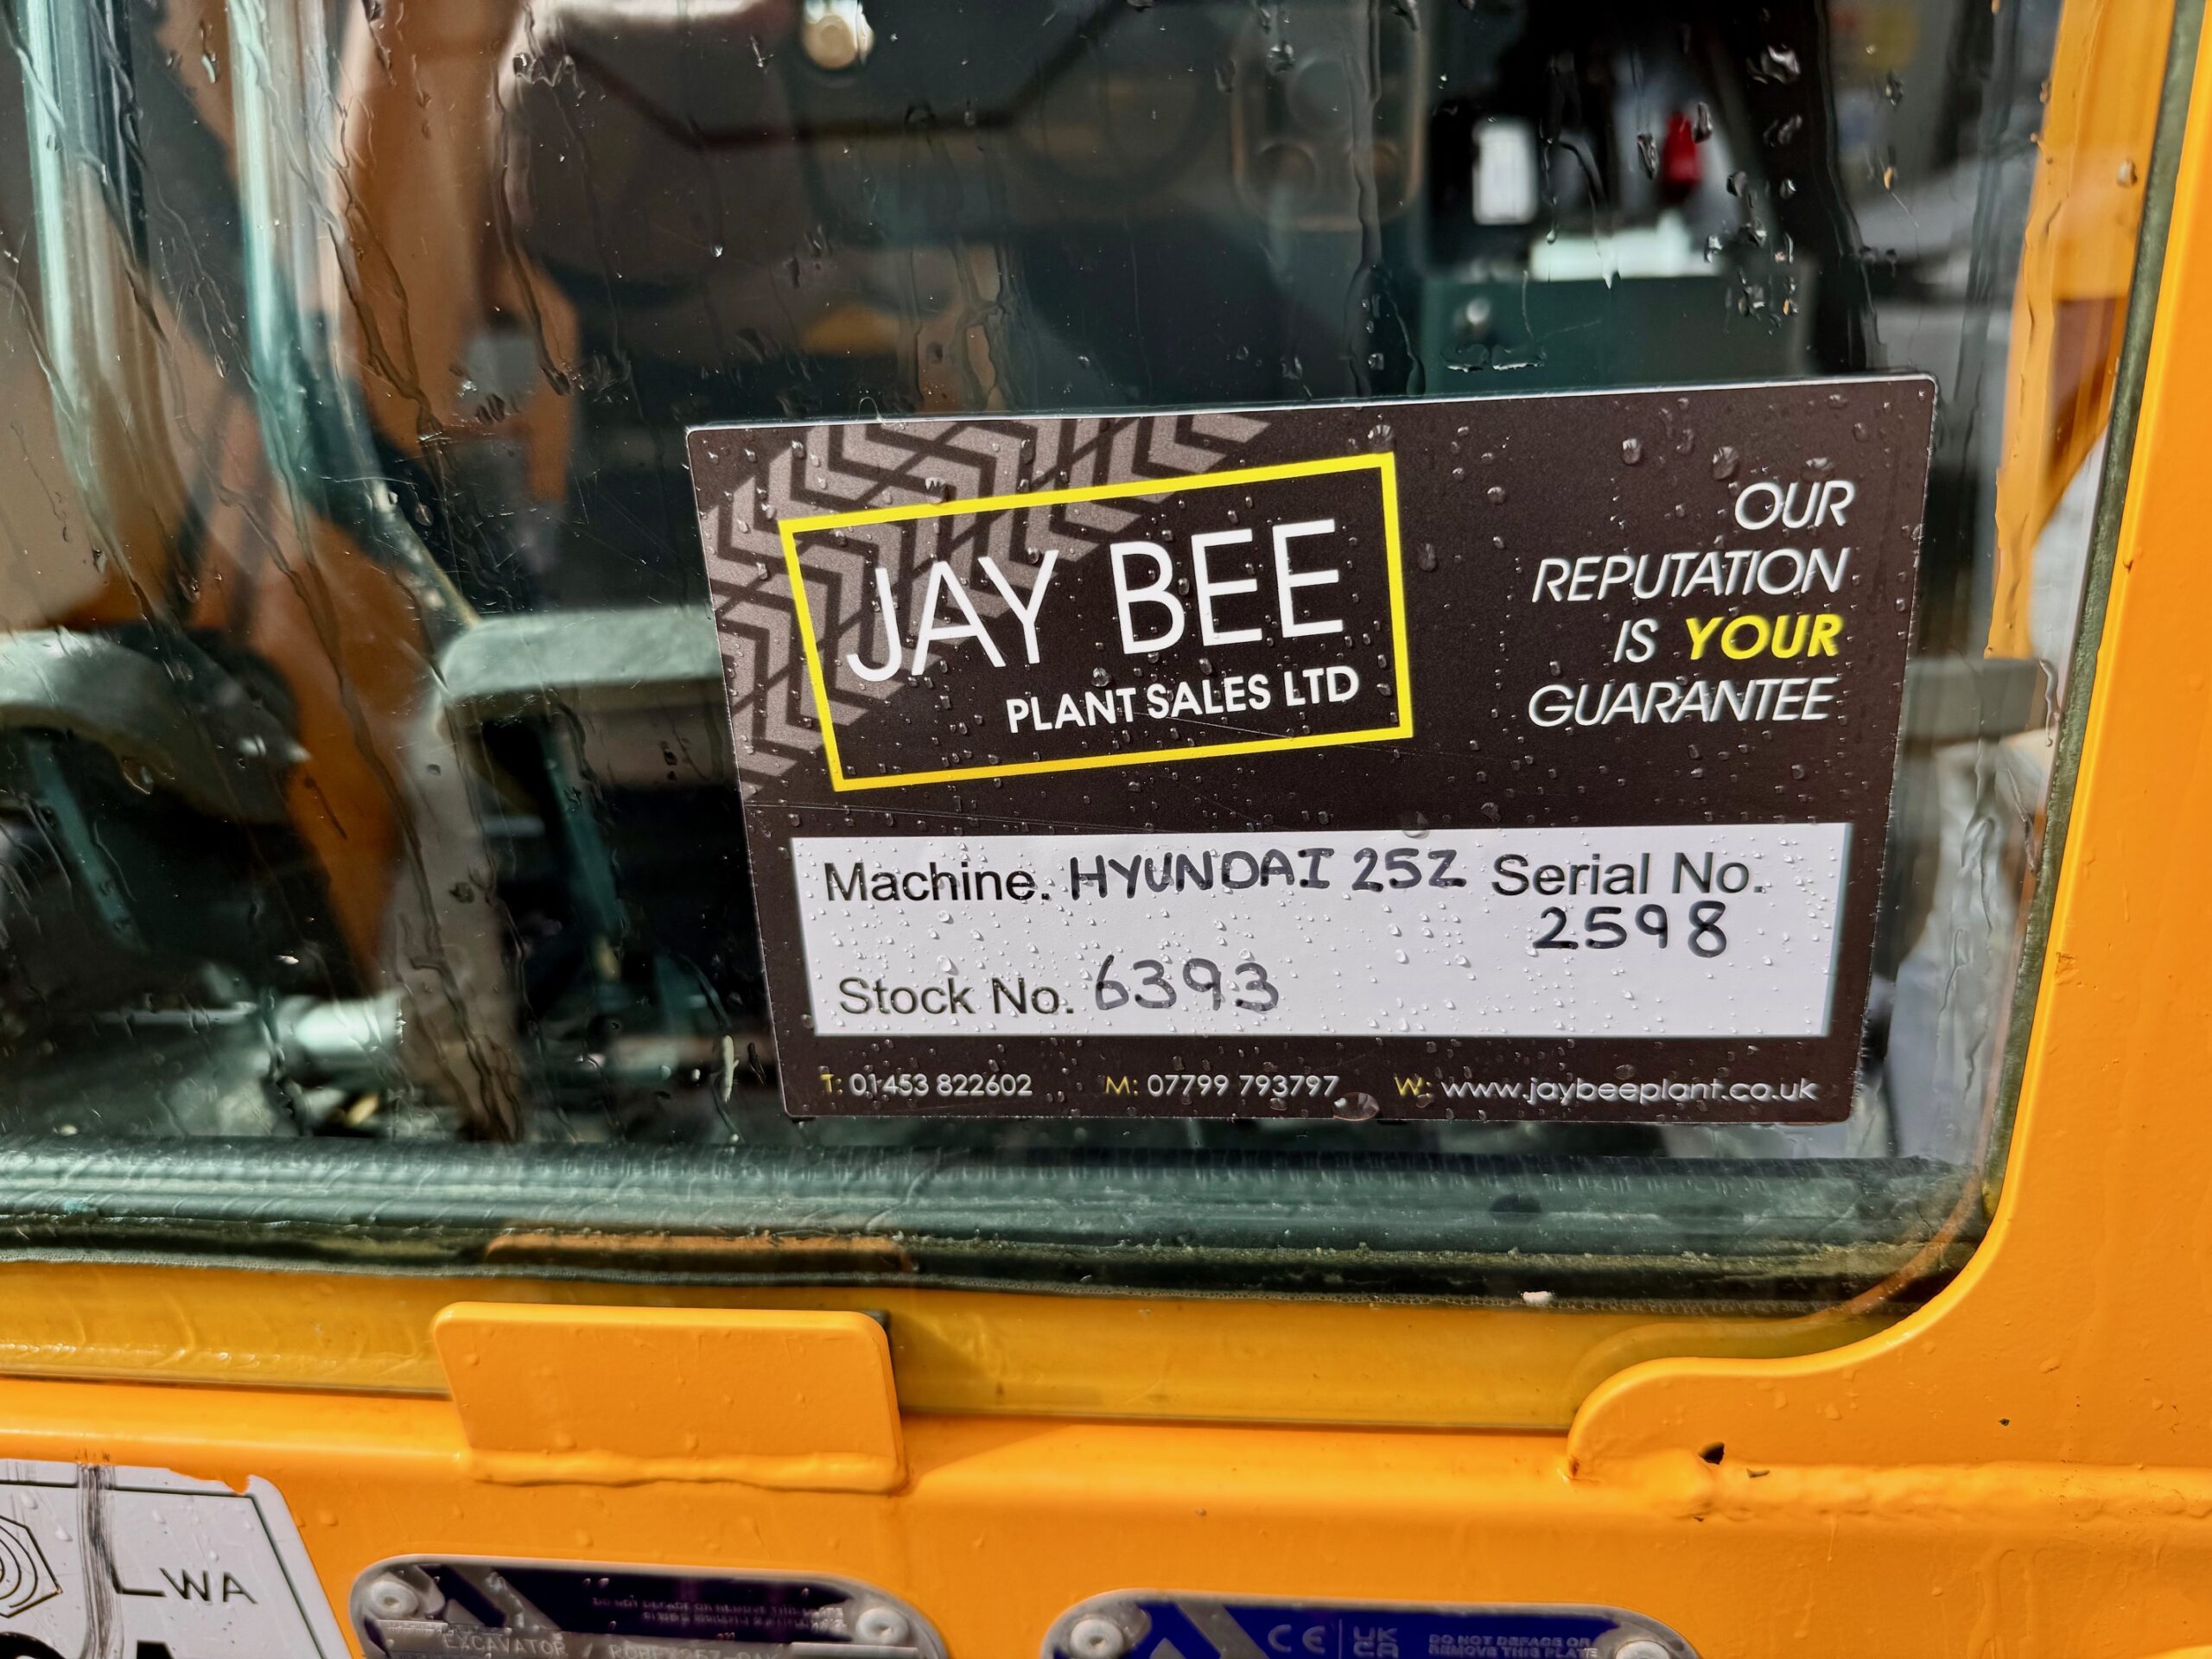 JAY BEE
PLANT SALES LTD
OUR
REPUTATION
IS YOUR
GUARANTEE
Machine. HYUNDAI 25Z Serial No.
2598
Stock No. 6393
T: 01453 822602 M: 07799 793797 W: www.jaybeeplant.co.uk
LWA
EXCAVATOR /
CE UK CA DO NOT DEFACE OR
REMOVE THIS PLATE